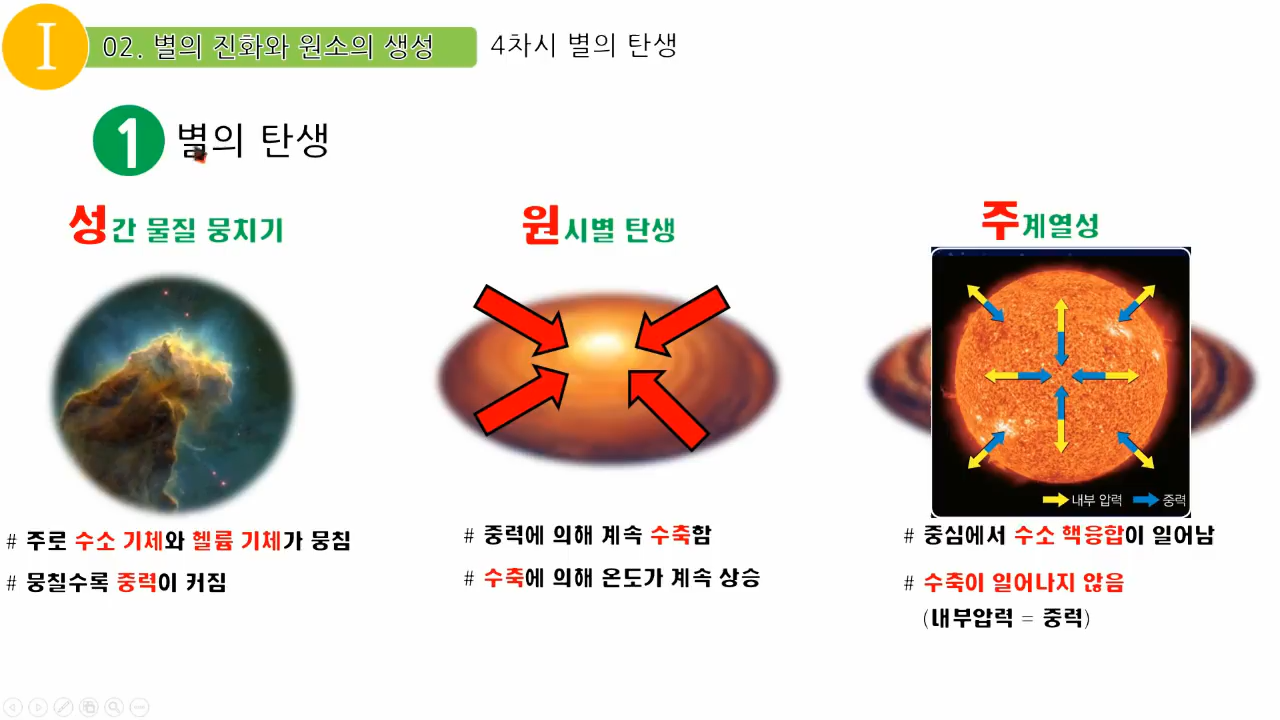 I
02. 별의 진화와 원소의 생성
4차시 별의 탄생
1
별의 탄생
성간 물질 뭉치기
원시별 탄생
주계열성
내부 압력
중력
# 주로 수소 기체와 헬륨 기체가 뭉침
# 뭉칠수록 중력이 커짐
# 중력에 의해 계속 수축함
# 수축에 의해 온도가 계속 상승
# 중심에서 수소 핵융합이 일어남
# 수축이 일어나지 않음
(내부압력 = 중력)